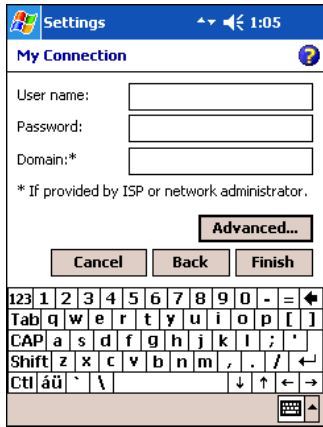 Settings 1:05
My Connection ?
User name:
Password:
Domain:*
* If provided by ISP or network administrator.
Advanced...
Cancel Back Finish
123 1 2 3 4 5 6 7 8 9 0 - =
Tab q w e r t y u i o p [ ]
CAP a s d f g h j k l ; '
Shift z x c v b n m , . /
Ctl áü ` \